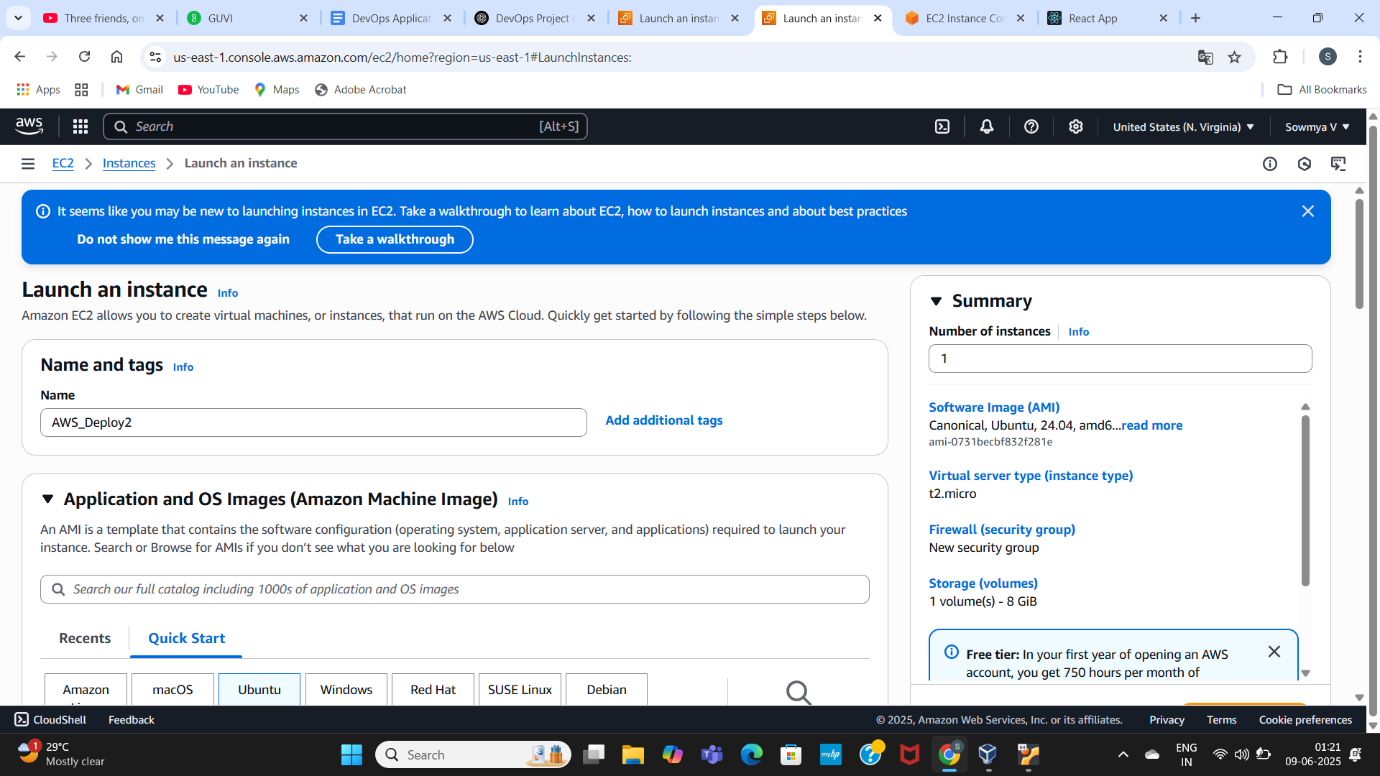 Three friends, on
GUVI
DevOps Applicat
DevOps Project
Launch an instan
Launch an instan
EC2 Instance Con
React App
us-east-1.console.aws.amazon.com/ec2/home?region=us-east-1#LaunchInstances:
S
Apps
Gmail
YouTube
Maps
Adobe Acrobat
All Bookmarks
aws
Search
[Alt+S]
United States (N. Virginia)
Sowmya V
EC2
Instances
Launch an instance
It seems like you may be new to launching instances in EC2. Take a walkthrough to learn about EC2, how to launch instances and about best practices
Do not show me this message again
Take a walkthrough
Launch an instance Info
Amazon EC2 allows you to create virtual machines, or instances, that run on the AWS Cloud. Quickly get started by following the simple steps below.
Name and tags Info
Name
AWS_Deploy2
Add additional tags
Application and OS Images (Amazon Machine Image) Info
An AMI is a template that contains the software configuration (operating system, application server, and applications) required to launch your
instance. Search or Browse for AMIs if you don’t see what you are looking for below
Search our full catalog including 1000s of application and OS images
Recents
Quick Start
Amazon
macOS
Ubuntu
Windows
Red Hat
SUSE Linux
Debian
Summary
Number of instances Info
1
Software Image (AMI)
Canonical, Ubuntu, 24.04, amd6...read more
ami-0731becbf832f281e
Virtual server type (instance type)
t2.micro
Firewall (security group)
New security group
Storage (volumes)
1 volume(s) - 8 GiB
Free tier: In your first year of opening an AWS
account, you get 750 hours per month of
CloudShell
Feedback
© 2025, Amazon Web Services, Inc. or its affiliates.
Privacy
Terms
Cookie preferences
1
29°C
Mostly clear
Search
myhp
S
ENG
IN
01:21
09-06-2025